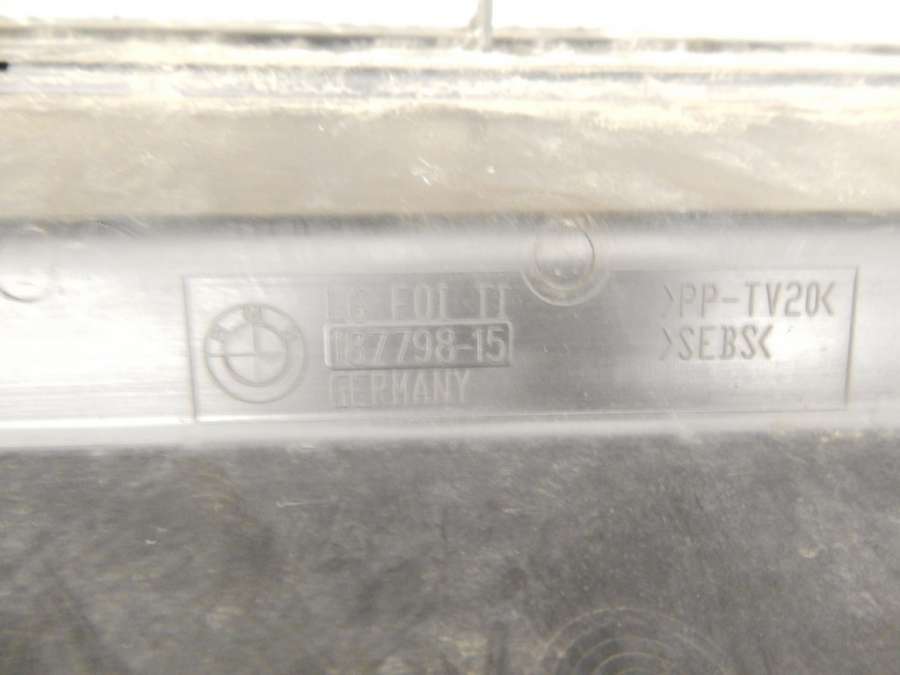 LG F01 TT
187798-15
GERMANY
>PP-TV20<
>SEBS<